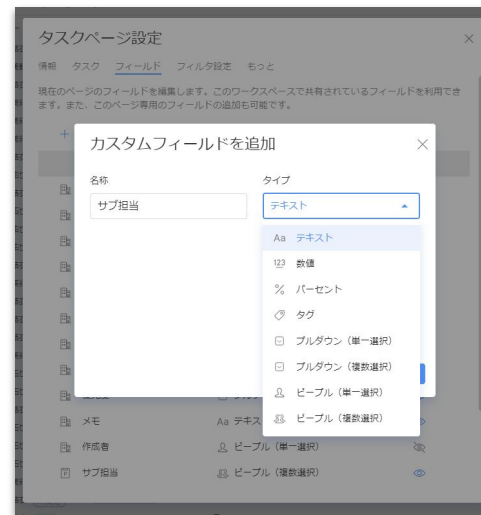 タスクページ設定
情報 タスク フィールド フィルタ設定 もっと
現在のページのフィールドを編集します。このワークスペースで共有されているフィールドを利用でき
ます。また、このページ専用のフィールドの追加も可能です。
カスタムフィールドを追加
名称 タイプ
サブ担当 テキスト
Aa テキスト
123 数値
% パーセント
タグ
プルダウン（単一選択）
プルダウン（複数選択）
ピープル（単一選択）
ピープル（複数選択）
メモ Aa テキス
作成者 ピープル（単一選択）
サブ担当 ピープル（複数選択）